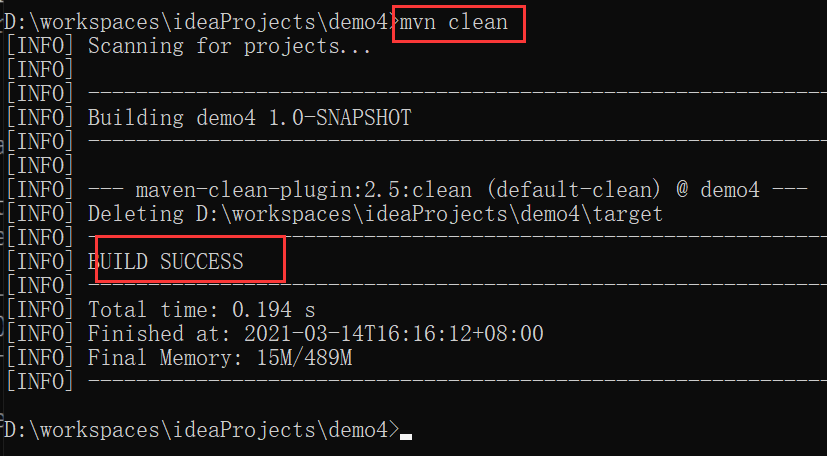 D:\workspaces\ideaProjects\demo4>mvn clean
[INFO] Scanning for projects...
[INFO]
[INFO] ------------------------------------------------------------------------
[INFO] Building demo4 1.0-SNAPSHOT
[INFO] ------------------------------------------------------------------------
[INFO]
[INFO] --- maven-clean-plugin:2.5:clean (default-clean) @ demo4 ---
[INFO] Deleting D:\workspaces\ideaProjects\demo4\target
[INFO] ------------------------------------------------------------------------
[INFO] BUILD SUCCESS
[INFO] ------------------------------------------------------------------------
[INFO] Total time: 0.194 s
[INFO] Finished at: 2021-03-14T16:16:12+08:00
[INFO] Final Memory: 15M/489M
[INFO] ------------------------------------------------------------------------
D:\workspaces\ideaProjects\demo4>